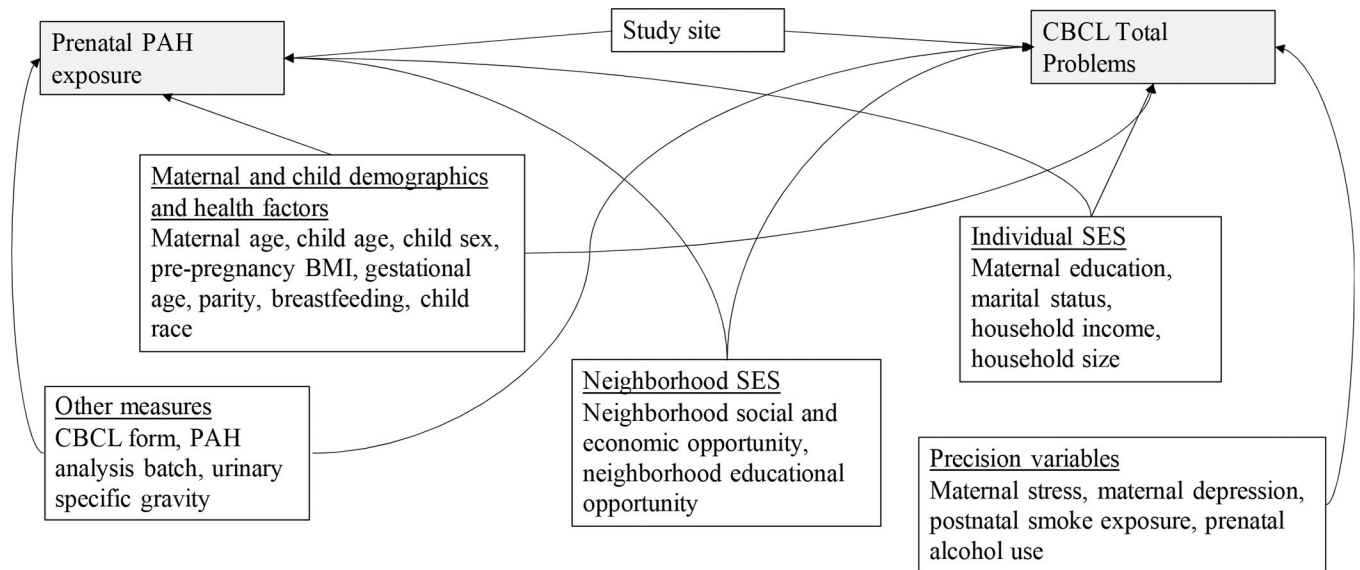 Prenatal PAH
exposure
Study site
CBCL Total
Problems
Maternal and child demographics
and health factors
Maternal age, child age, child sex,
pre-pregnancy BMI, gestational
age, parity, breastfeeding, child
race
Individual SES
Maternal education,
marital status,
household income,
household size
Other measures
CBCL form, PAH
analysis batch, urinary
specific gravity
Neighborhood SES
Neighborhood social and
economic opportunity,
neighborhood educational
opportunity
Precision variables
Maternal stress, maternal depression,
postnatal smoke exposure, prenatal
alcohol use